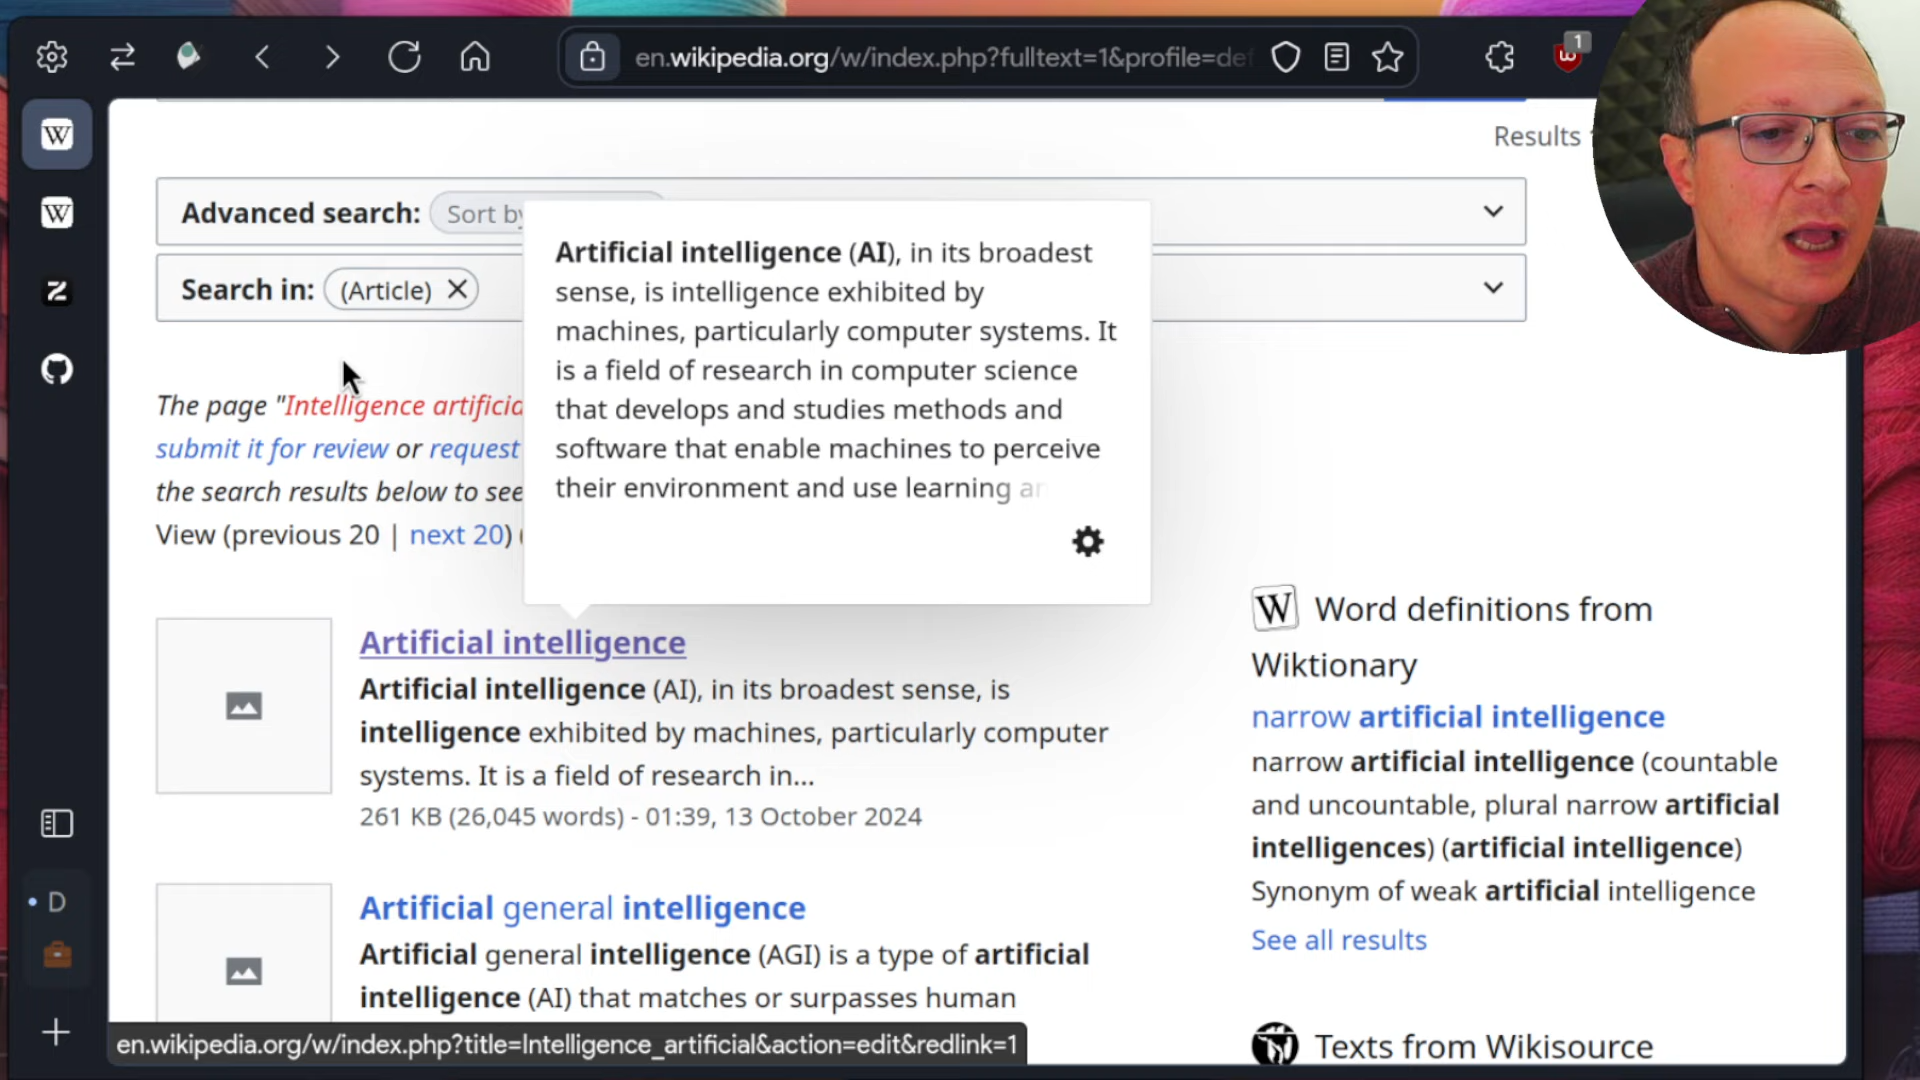 en.wikipedia.org/w/index.php?fulltext=1&profile=def
1
Results
Advanced search: Sort by
Search in: (Article)
Artificial intelligence (AI), in its broadest
sense, is intelligence exhibited by
machines, particularly computer systems. It
is a field of research in computer science
that develops and studies methods and
software that enable machines to perceive
their environment and use learning
The page "Intelligence artificia
submit it for review or request
the search results below to see
View (previous 20 | next 20) (
Artificial intelligence
Artificial intelligence (AI), in its broadest sense, is
intelligence exhibited by machines, particularly computer
systems. It is a field of research in...
261 KB (26,045 words) - 01:39, 13 October 2024
Artificial general intelligence
Artificial general intelligence (AGI) is a type of artificial
intelligence (AI) that matches or surpasses human
W Word definitions from
Wiktionary
narrow artificial intelligence
narrow artificial intelligence (countable
and uncountable, plural narrow artificial
intelligences) (artificial intelligence)
Synonym of weak artificial intelligence
See all results
Texts from Wikisource
W
W
Z
D
en.wikipedia.org/w/index.php?title=Intelligence_artificial&action=edit&redlink=1